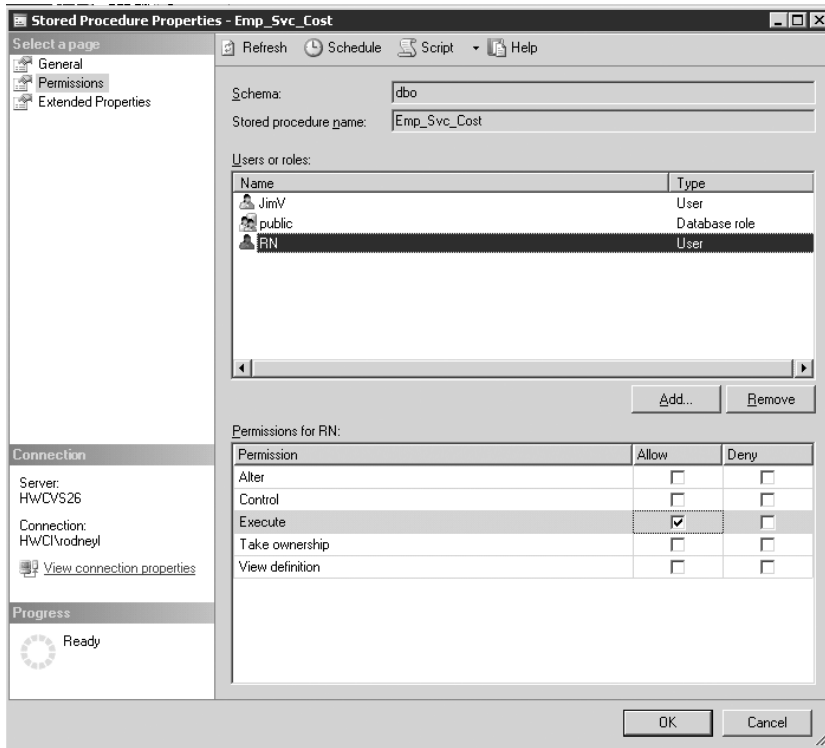 Stored Procedure Properties - Emp_Svc_Cost
Select a page
General
Permissions
Extended Properties
Refresh Schedule Script Help
Schema: dbo
Stored procedure name: Emp_Svc_Cost
Users or roles:
Name Type
JimV User
public Database role
RN User
Add... Remove
Permissions for RN:
Permission Allow Deny
Alter
Control
Execute
Take ownership
View definition
Connection
Server:
HWCVS26
Connection:
HWCI\rodneyl
View connection properties
Progress
Ready
OK Cancel